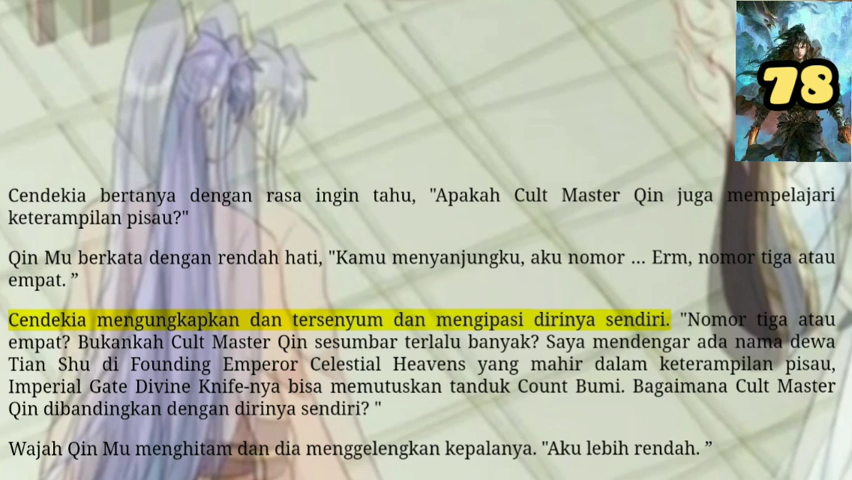 78
Cendekia bertanya dengan rasa ingin tahu, "Apakah Cult Master Qin juga mempelajari
keterampilan pisau?"
Qin Mu berkata dengan rendah hati, "Kamu menyanjungku, aku nomor ... Erm, nomor tiga atau
empat. ”
Cendekia mengungkapkan dan tersenyum dan mengipasi dirinya sendiri. "Nomor tiga atau
empat? Bukankah Cult Master Qin sesumbar terlalu banyak? Saya mendengar ada nama dewa
Tian Shu di Founding Emperor Celestial Heavens yang mahir dalam keterampilan pisau,
Imperial Gate Divine Knife-nya bisa memutuskan tanduk Count Bumi. Bagaimana Cult Master
Qin dibandingkan dengan dirinya sendiri? "
Wajah Qin Mu menghitam dan dia menggelengkan kepalanya. "Aku lebih rendah. ”